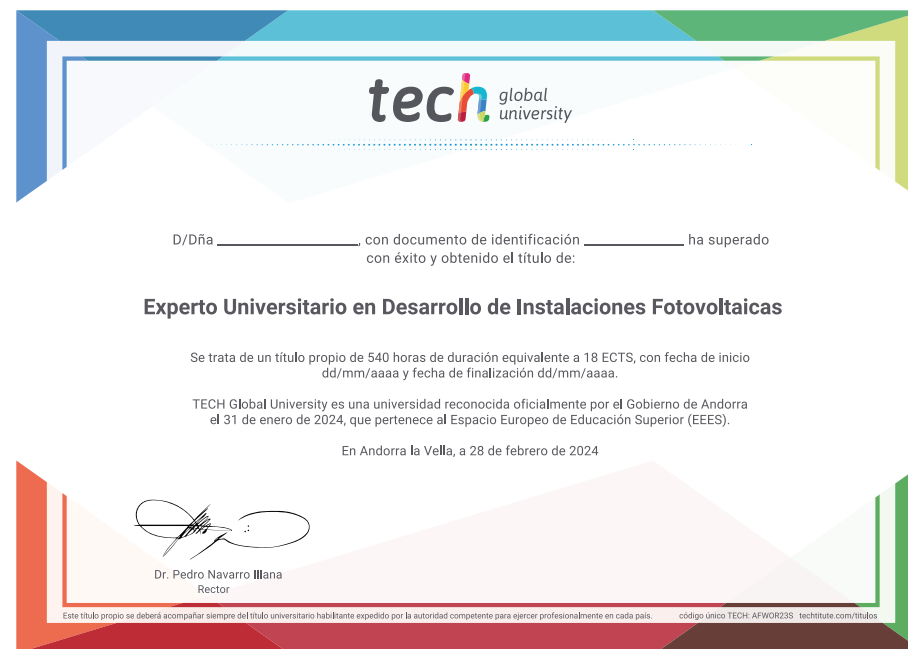 tech global university
D/Dña ____________, con documento de identificación ____________ ha superado
con éxito y obtenido el título de:
Experto Universitario en Desarrollo de Instalaciones Fotovoltaicas
Se trata de un título propio de 540 horas de duración equivalente a 18 ECTS, con fecha de inicio
dd/mm/aaaa y fecha de finalización dd/mm/aaaa.
TECH Global University es una universidad reconocida oficialmente por el Gobierno de Andorra
el 31 de enero de 2024, que pertenece al Espacio Europeo de Educación Superior (EEES).
En Andorra la Vella, a 28 de febrero de 2024
Dr. Pedro Navarro Illana
Rector
Este título propio se deberá acompañar siempre del título universitario habilitante expedido por la autoridad competente para ejercer profesionalmente en cada país. código único TECH: AFWOR23S techtitute.com/titulos